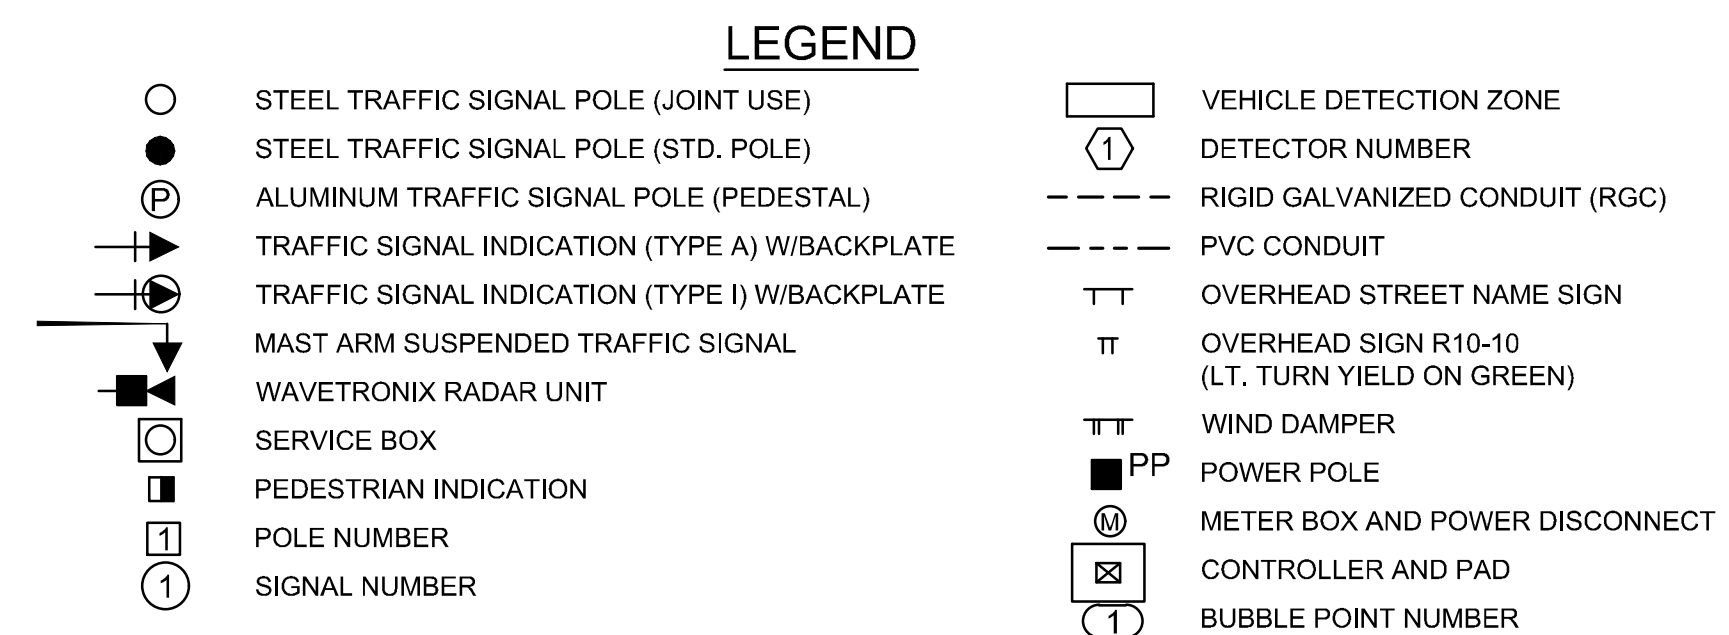 LEGEND
STEEL TRAFFIC SIGNAL POLE (JOINT USE)
STEEL TRAFFIC SIGNAL POLE (STD. POLE)
P ALUMINUM TRAFFIC SIGNAL POLE (PEDESTAL)
TRAFFIC SIGNAL INDICATION (TYPE A) W/BACKPLATE
TRAFFIC SIGNAL INDICATION (TYPE I) W/BACKPLATE
MAST ARM SUSPENDED TRAFFIC SIGNAL
WAVETRONIX RADAR UNIT
SERVICE BOX
PEDESTRIAN INDICATION
1 POLE NUMBER
1 SIGNAL NUMBER
VEHICLE DETECTION ZONE
1 DETECTOR NUMBER
RIGID GALVANIZED CONDUIT (RGC)
PVC CONDUIT
OVERHEAD STREET NAME SIGN
OVERHEAD SIGN R10-10
(LT. TURN YIELD ON GREEN)
WIND DAMPER
PP POWER POLE
M METER BOX AND POWER DISCONNECT
CONTROLLER AND PAD
1 BUBBLE POINT NUMBER